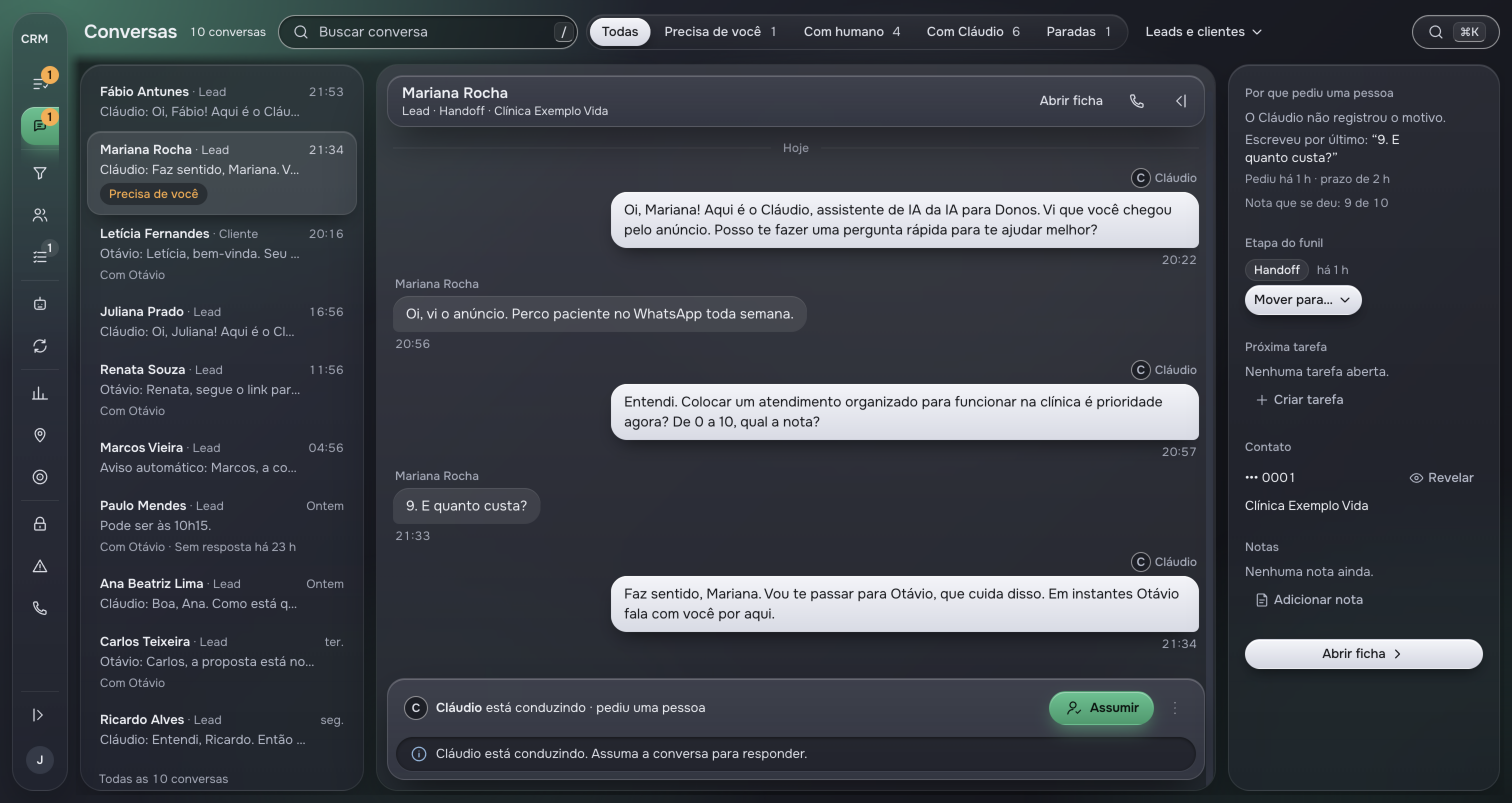 CRM
Conversas
10 conversas
Buscar conversa
/
Todas
Precisa de você 1
Com humano 4
Com Cláudio 6
Paradas 1
Leads e clientes
⌘K
1
1
1
J
Fábio Antunes · Lead 21:53
Cláudio: Oi, Fábio! Aqui é o Cláu...
Mariana Rocha · Lead 21:34
Cláudio: Faz sentido, Mariana. V...
Precisa de você
Letícia Fernandes · Cliente 20:16
Otávio: Letícia, bem-vinda. Seu ...
Com Otávio
Juliana Prado · Lead 16:56
Cláudio: Oi, Juliana! Aqui é o Cl...
Renata Souza · Lead 11:56
Otávio: Renata, segue o link par...
Com Otávio
Marcos Vieira · Lead 04:56
Aviso automático: Marcos, a co...
Paulo Mendes · Lead Ontem
Pode ser às 10h15.
Com Otávio · Sem resposta há 23 h
Ana Beatriz Lima · Lead Ontem
Cláudio: Boa, Ana. Como está q...
Carlos Teixeira · Lead ter.
Otávio: Carlos, a proposta está no...
Com Otávio
Ricardo Alves · Lead seg.
Cláudio: Entendi, Ricardo. Então ...
Todas as 10 conversas
Mariana Rocha
Lead · Handoff · Clínica Exemplo Vida
Abrir ficha
Hoje
C Cláudio
Oi, Mariana! Aqui é o Cláudio, assistente de IA da IA para Donos. Vi que você chegou
pelo anúncio. Posso te fazer uma pergunta rápida para te ajudar melhor?
20:22
Mariana Rocha
Oi, vi o anúncio. Perco paciente no WhatsApp toda semana.
20:56
C Cláudio
Entendi. Colocar um atendimento organizado para funcionar na clínica é prioridade
agora? De 0 a 10, qual a nota?
20:57
Mariana Rocha
9. E quanto custa?
21:33
C Cláudio
Faz sentido, Mariana. Vou te passar para Otávio, que cuida disso. Em instantes Otávio
fala com você por aqui.
21:34
C Cláudio está conduzindo · pediu uma pessoa
Assumir
Cláudio está conduzindo. Assuma a conversa para responder.
Por que pediu uma pessoa
O Cláudio não registrou o motivo.
Escreveu por último: “9. E
quanto custa?”
Pediu há 1 h · prazo de 2 h
Nota que se deu: 9 de 10
Etapa do funil
Handoff há 1 h
Mover para...
Próxima tarefa
Nenhuma tarefa aberta.
Criar tarefa
Contato
••• 0001 Revelar
Clínica Exemplo Vida
Notas
Nenhuma nota ainda.
Adicionar nota
Abrir ficha